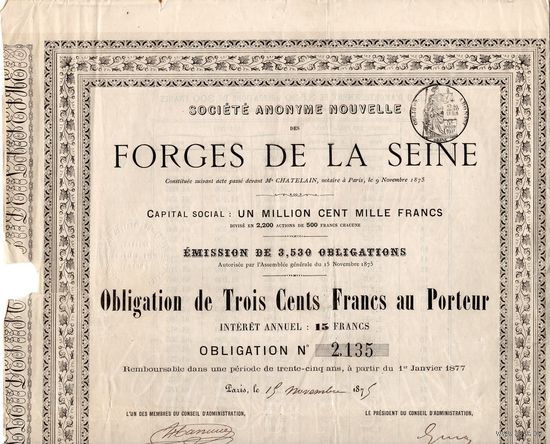 SOCIÉTÉ ANONYME NOUVELLE
DES
FORGES DE LA SEINE
Constituée suivant acte passé devant Me CHATELAIN, notaire à Paris, le 9 Novembre 1875
CAPITAL SOCIAL : UN MILLION CENT MILLE FRANCS
DIVISÉ EN 2,200 ACTIONS DE 500 FRANCS CHACUNE
ÉMISSION DE 3,530 OBLIGATIONS
Autorisée par l'Assemblée générale du 15 Novembre 1875
Obligation de Trois Cents Francs au Porteur
INTÉRÊT ANNUEL : 15 FRANCS
OBLIGATION No 2.135
Remboursable dans une période de trente-cinq ans, à partir du 1er Janvier 1877
Paris, le 15 Novembre 1875
L'UN DES MEMBRES DU CONSEIL D'ADMINISTRATION,
LE PRÉSIDENT DU CONSEIL D'ADMINISTRATION,